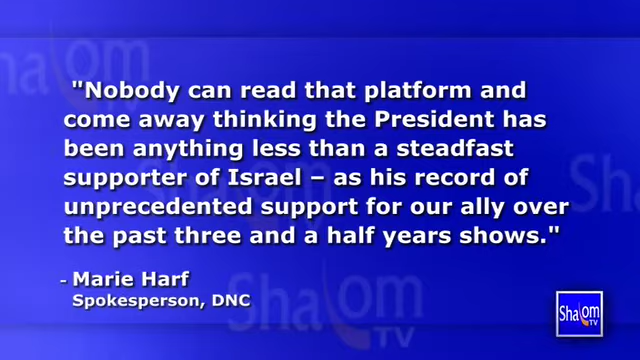 "Nobody can read that platform and
come away thinking the President has
been anything less than a steadfast
supporter of Israel – as his record of
unprecedented support for our ally over
the past three and a half years shows."
- Marie Harf
Spokesperson, DNC
Shalom
TV